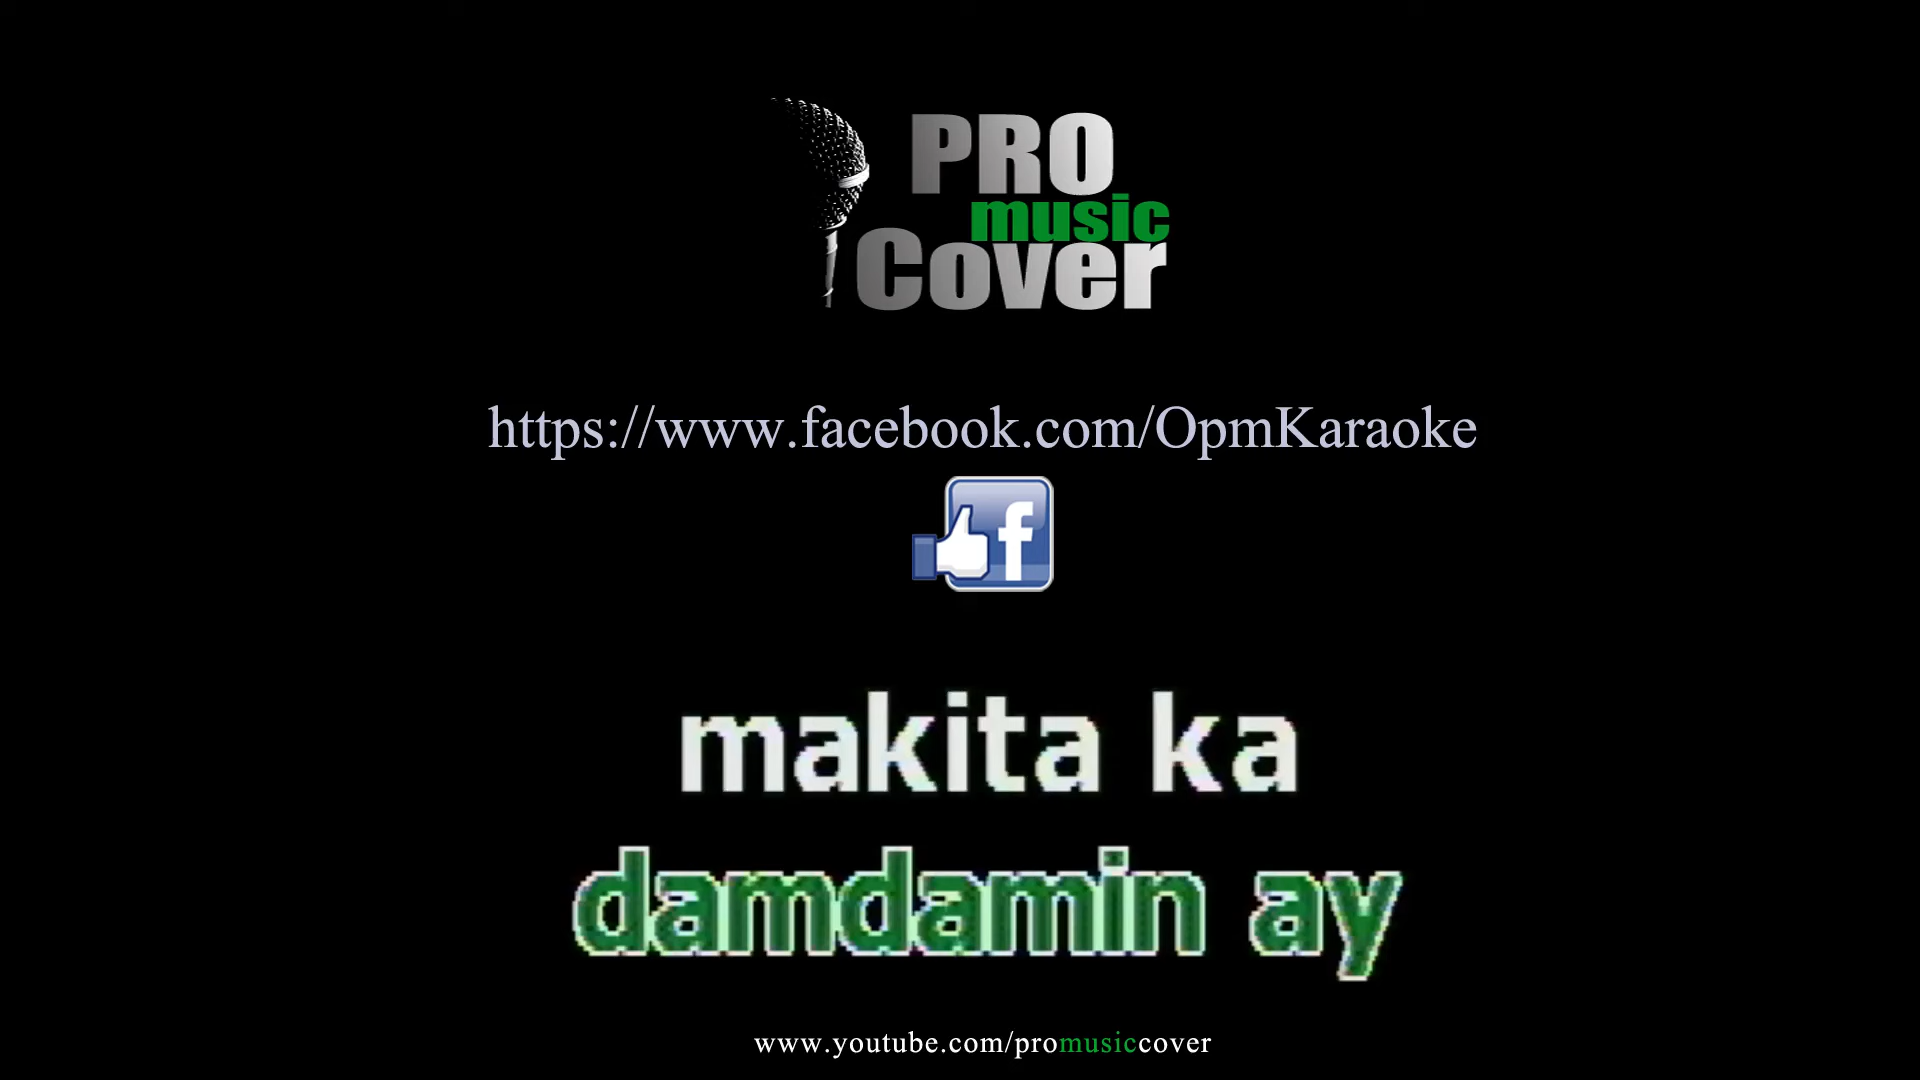 PRO
music
Cover
https://www.facebook.com/OpmKaraoke
f
makita ka
damdamin ay
www.youtube.com/promusiccover